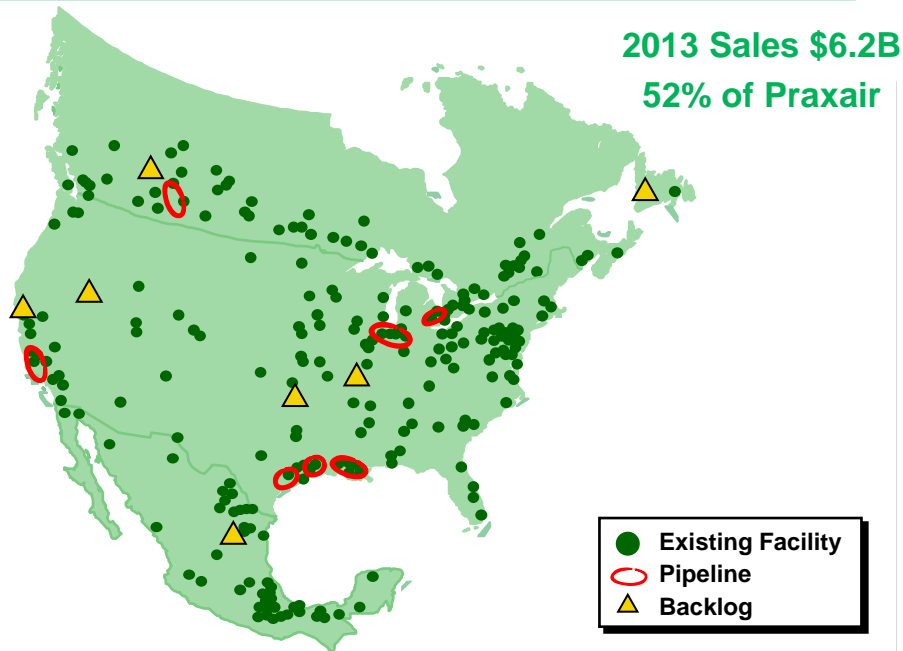 2013 Sales $6.2B
52% of Praxair
Existing Facility
Pipeline
Backlog